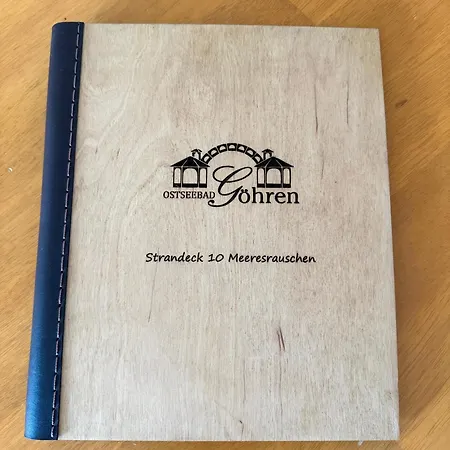 OSTSEEBAD Göhren
Strandeck 10 Meeresrauschen